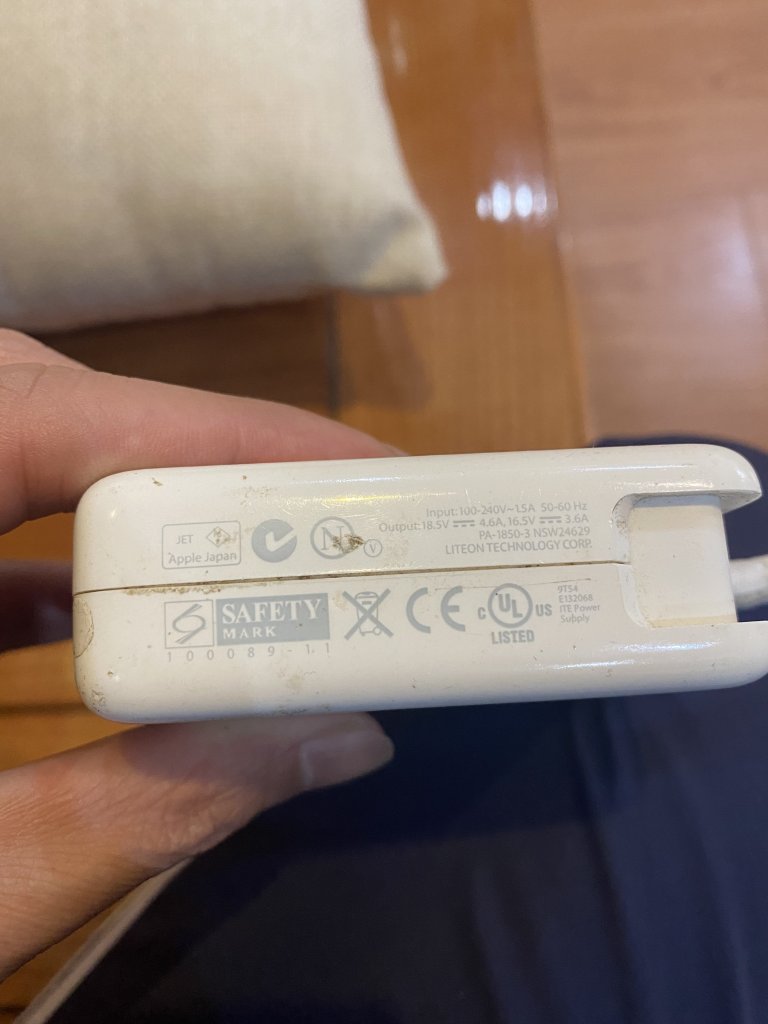 Input:100-240V~1.5A 50-60 Hz
Output:18.5V ⎓ 4.6A,16.5V ⎓ 3.6A
PA-1850-3 NSW24629
LITEON TECHNOLOGY CORP.
JET
Apple Japan
N
V
SAFETY
MARK
100089-11
CE
c UL US
LISTED
9T54
E132068
ITE Power
Supply